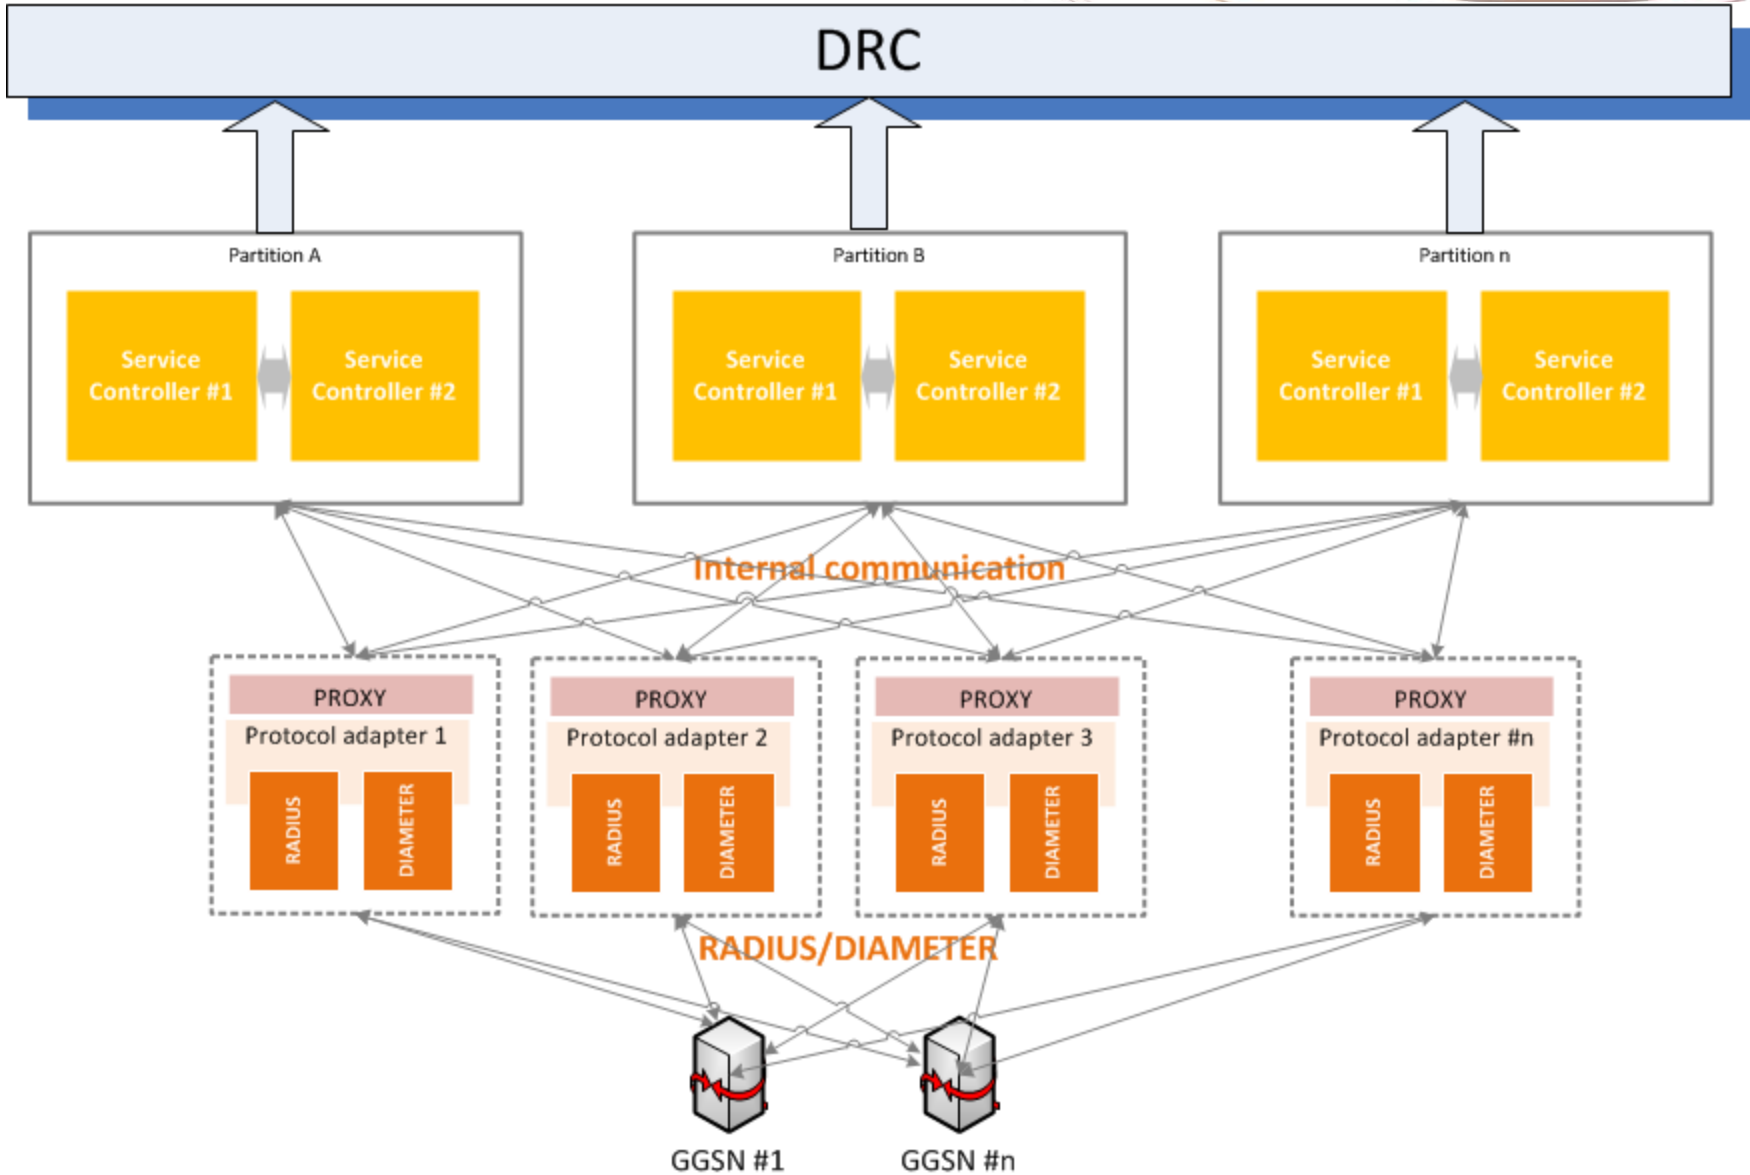 DRC
Partition A
Partition B
Partition n
Service
Controller #1
Service
Controller #2
Service
Controller #1
Service
Controller #2
Service
Controller #1
Service
Controller #2
Internal communication
PROXY
Protocol adapter 1
RADIUS
DIAMETER
PROXY
Protocol adapter 2
RADIUS
DIAMETER
PROXY
Protocol adapter 3
RADIUS
DIAMETER
PROXY
Protocol adapter #n
RADIUS
DIAMETER
RADIUS/DIAMETER
GGSN #1
GGSN #n